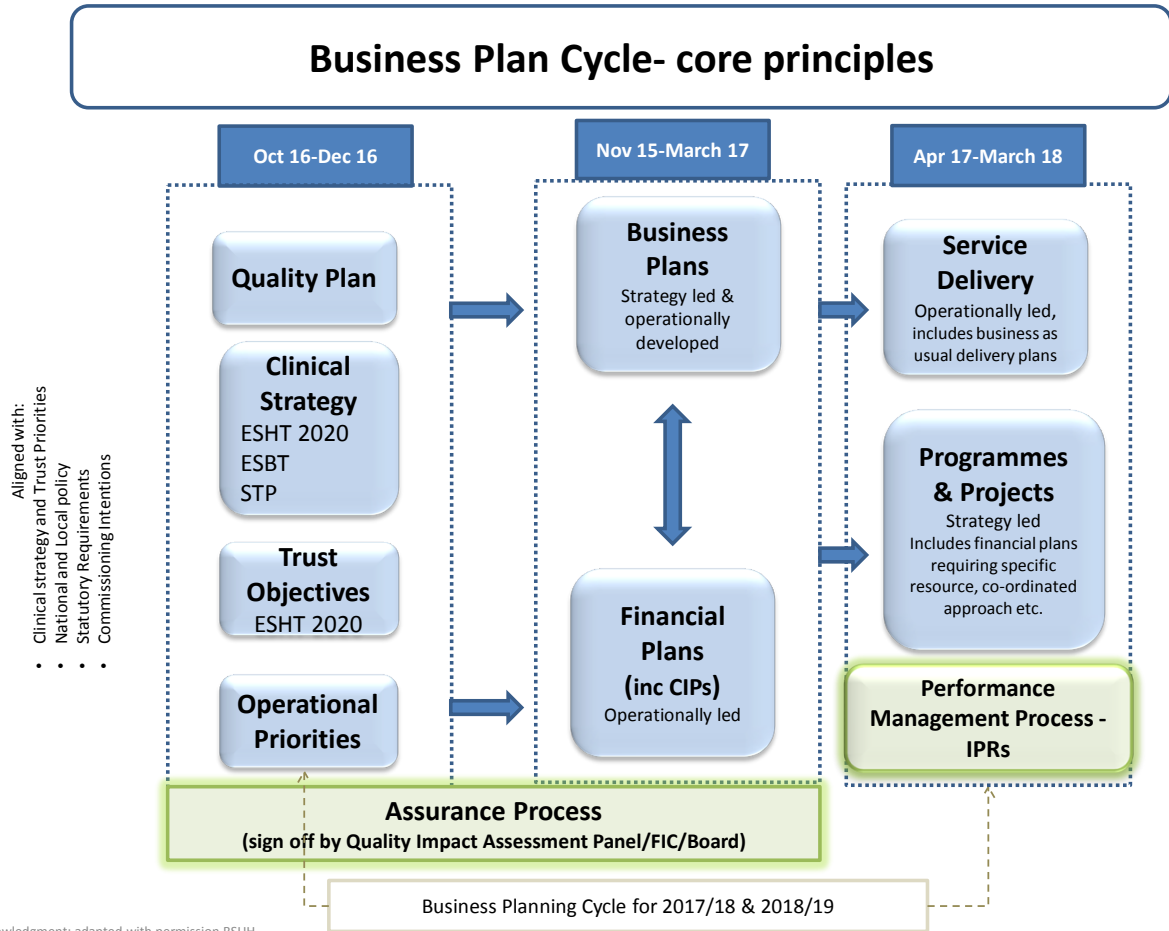 Business Plan Cycle- core principles
Oct 16-Dec 16
Nov 15-March 17
Apr 17-March 18
Aligned with:
• Clinical strategy and Trust Priorities
• National and Local policy
• Statutory Requirements
• Commissioning Intentions
Quality Plan
Clinical
Strategy
ESHT 2020
ESBT
STP
Trust
Objectives
ESHT 2020
Operational
Priorities
Business
Plans
Strategy led &
operationally
developed
Financial
Plans
(inc CIPs)
Operationally led
Service
Delivery
Operationally led,
includes business as
usual delivery plans
Programmes
& Projects
Strategy led
Includes financial plans
requiring specific
resource, co-ordinated
approach etc.
Performance
Management Process -
IPRs
Assurance Process
(sign off by Quality Impact Assessment Panel/FIC/Board)
Business Planning Cycle for 2017/18 & 2018/19
adapted with permission